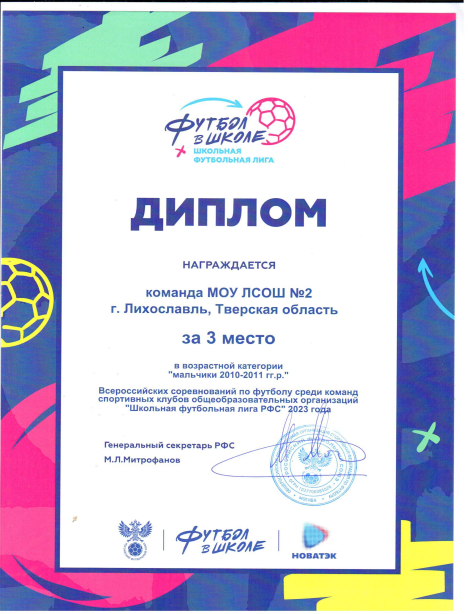 ФУТБОЛ
В ШКОЛЕ
ШКОЛЬНАЯ
ФУТБОЛЬНАЯ ЛИГА
ДИПЛОМ
НАГРАЖДАЕТСЯ
команда МОУ ЛСОШ №2
г. Лихославль, Тверская область
за 3 место
в возрастной категории
"мальчики 2010-2011 гг.р."
Всероссийских соревнований по футболу среди команд
спортивных клубов общеобразовательных организаций
"Школьная футбольная лига РФС" 2023 года
Генеральный секретарь РФС
М.Л.Митрофанов
ФУТБОЛ
В ШКОЛЕ
НОВАТЭК